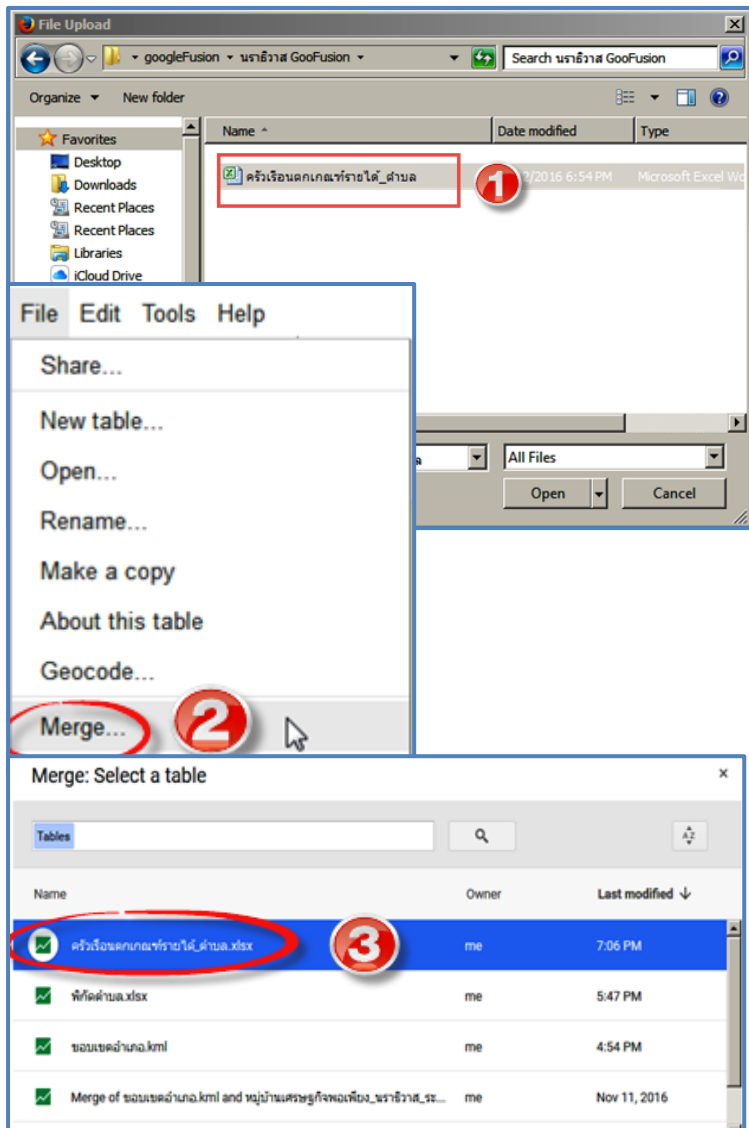 File Upload
googleFusion นราธิวาส GooFusion Search นราธิวาส GooFusion
Organize New folder
Favorites Name Date modified Type
Desktop
ครัวเรือนตกเกณฑ์รายได้_ตำบล 1 2/2016 6:54 PM Microsoft Excel Wo
Downloads
Recent Places
Recent Places
Libraries
iCloud Drive
All Files
Open Cancel
File Edit Tools Help
Share...
New table...
Open...
Rename...
Make a copy
About this table
Geocode...
Merge... 2
Merge: Select a table ×
Tables
Name Owner Last modified ↓
ครัวเรือนตกเกณฑ์รายได้_ตำบล.xlsx 3 me 7:06 PM
พิกัดตำบล.xlsx me 5:47 PM
ขอบเขตอำเภอ.kml me 4:54 PM
Merge of ขอบเขตอำเภอ.kml and หมู่บ้านเศรษฐกิจพอเพียง_นราธิวาส_ระ... me Nov 11, 2016